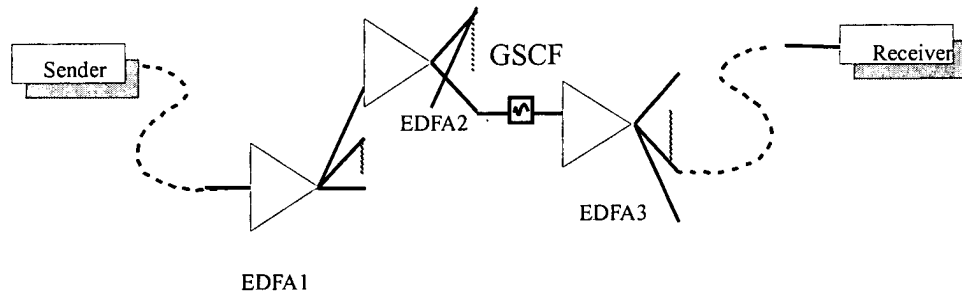 Sender
GSCF
Receiver
EDFA2
EDFA3
EDFA1